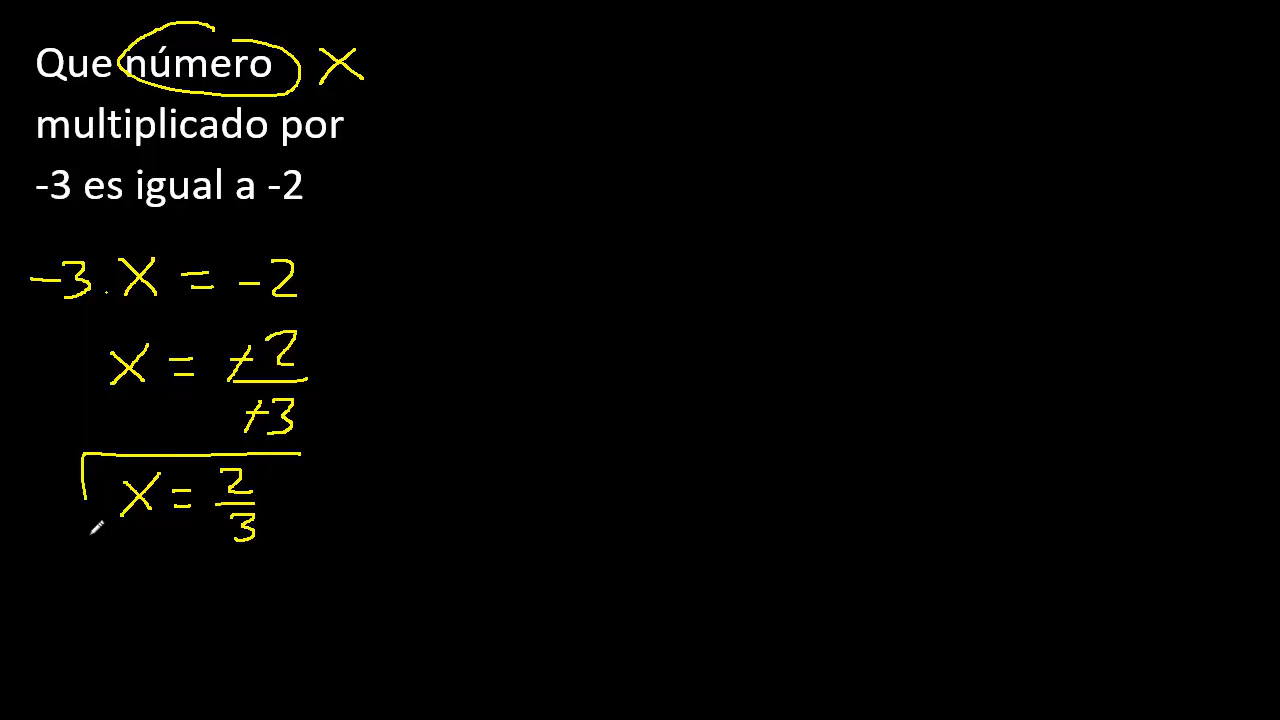 Que número X
multiplicado por
-3 es igual a -2
-3 . X = -2
X = -2/-3
X = 2/3